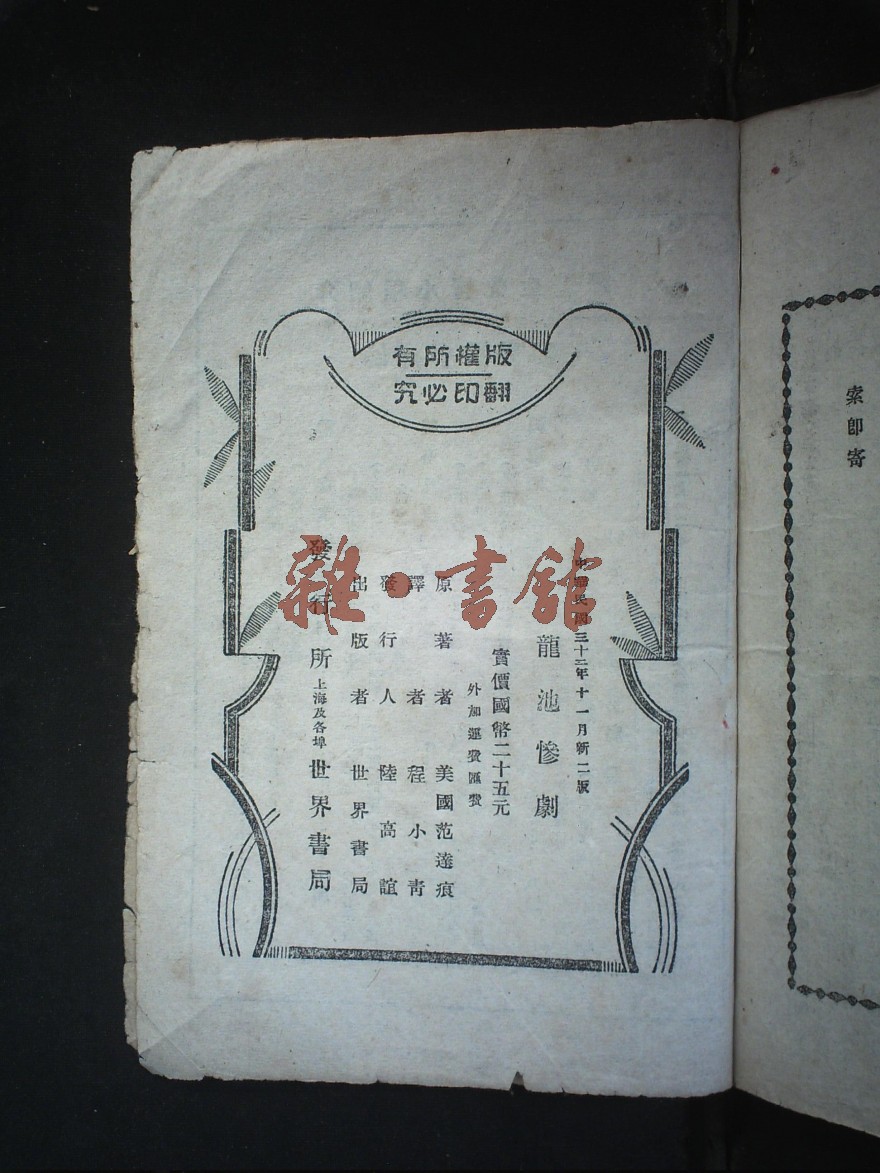 版權所有
翻印必究
中華民國三十二年十一月新二版
龍池慘劇
實價國幣二十五元
外加運費匯費
原著者 美國范達痕
譯者 程小青
發行人 陸高誼
出版者 世界書局
發行所 上海及各埠 世界書局
雜·書館
索即寄